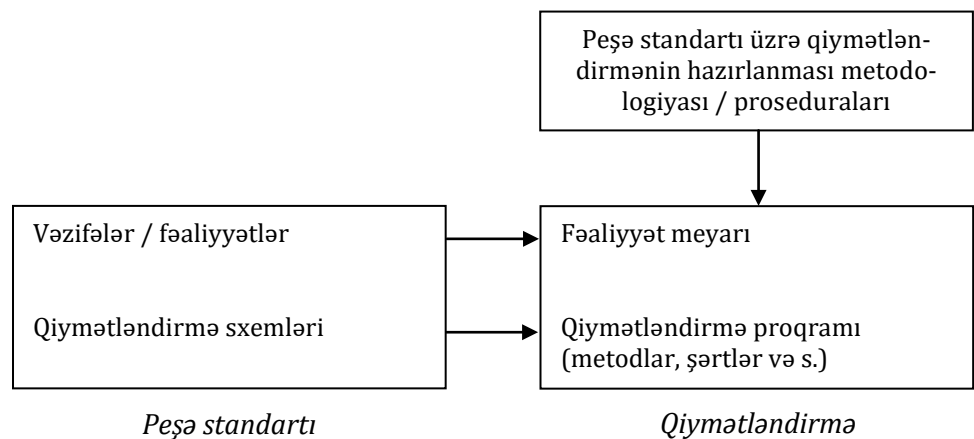 Peşə standartı üzrə qiymətlən-
dirmənin hazırlanması metodo-
logiyası / proseduraları
Vəzifələr / fəaliyyətlər
Qiymətləndirmə sxemləri
Fəaliyyət meyarı
Qiymətləndirmə proqramı
(metodlar, şərtlər və s.)
Peşə standartı
Qiymətləndirmə